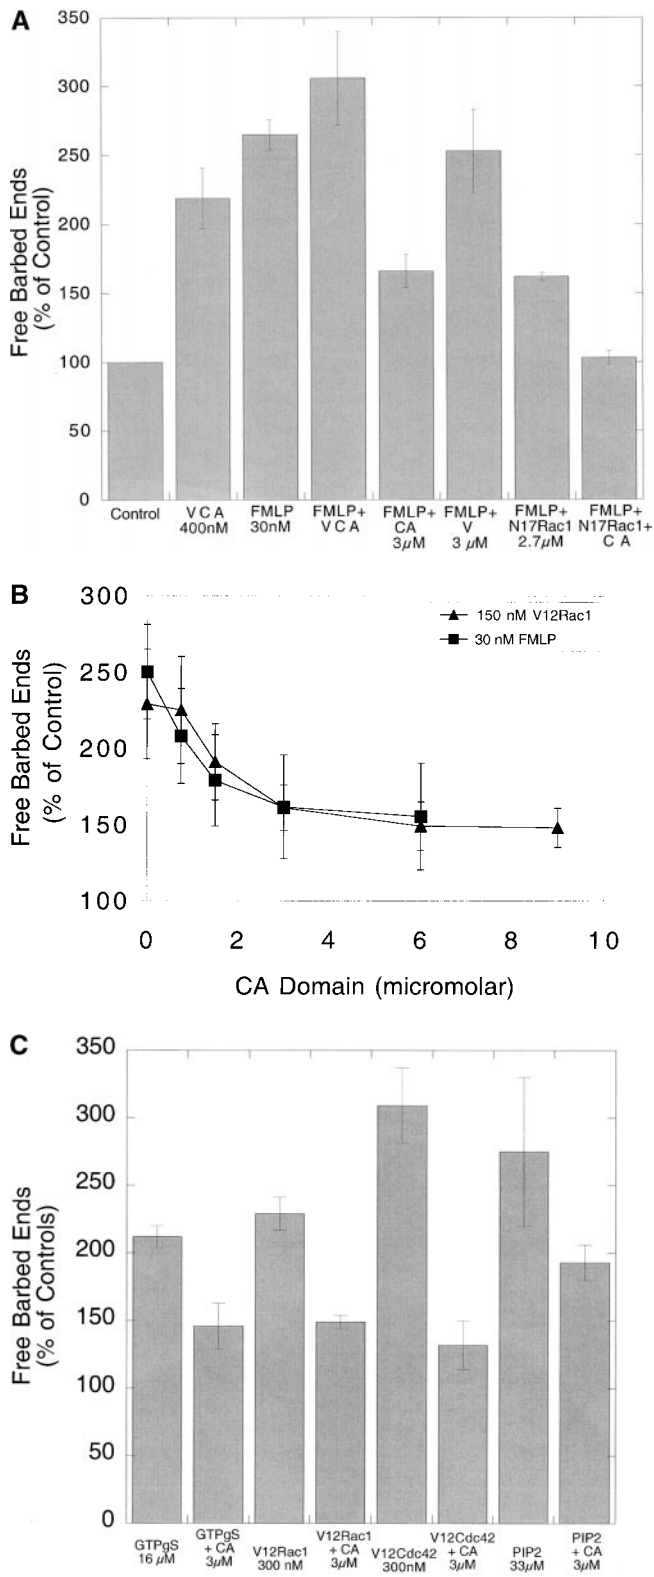 A
350
300
250
200
150
100
50
0
Free Barbed Ends
(% of Control)
Control
V C A
400nM
FMLP
30nM
FMLP+
V C A
FMLP+
CA
3µM
FMLP+
V
3 µM
FMLP+
N17Rac1
2.7µM
FMLP+
N17Rac1+
C A
B
300
250
200
150
100
Free Barbed Ends
(% of Control)
150 nM V12Rac1
30 nM FMLP
0 2 4 6 8 10
CA Domain (micromolar)
C
350
300
250
200
150
100
50
0
Free Barbed Ends
(% of Controls)
GTPgS
16 µM
GTPgS
+ CA
3µM
V12Rac1
300 nM
V12Rac1
+ CA
3µM
V12Cdc42
300nM
V12Cdc42
+ CA
3µM
PIP2
33µM
PIP2
+ CA
3µM